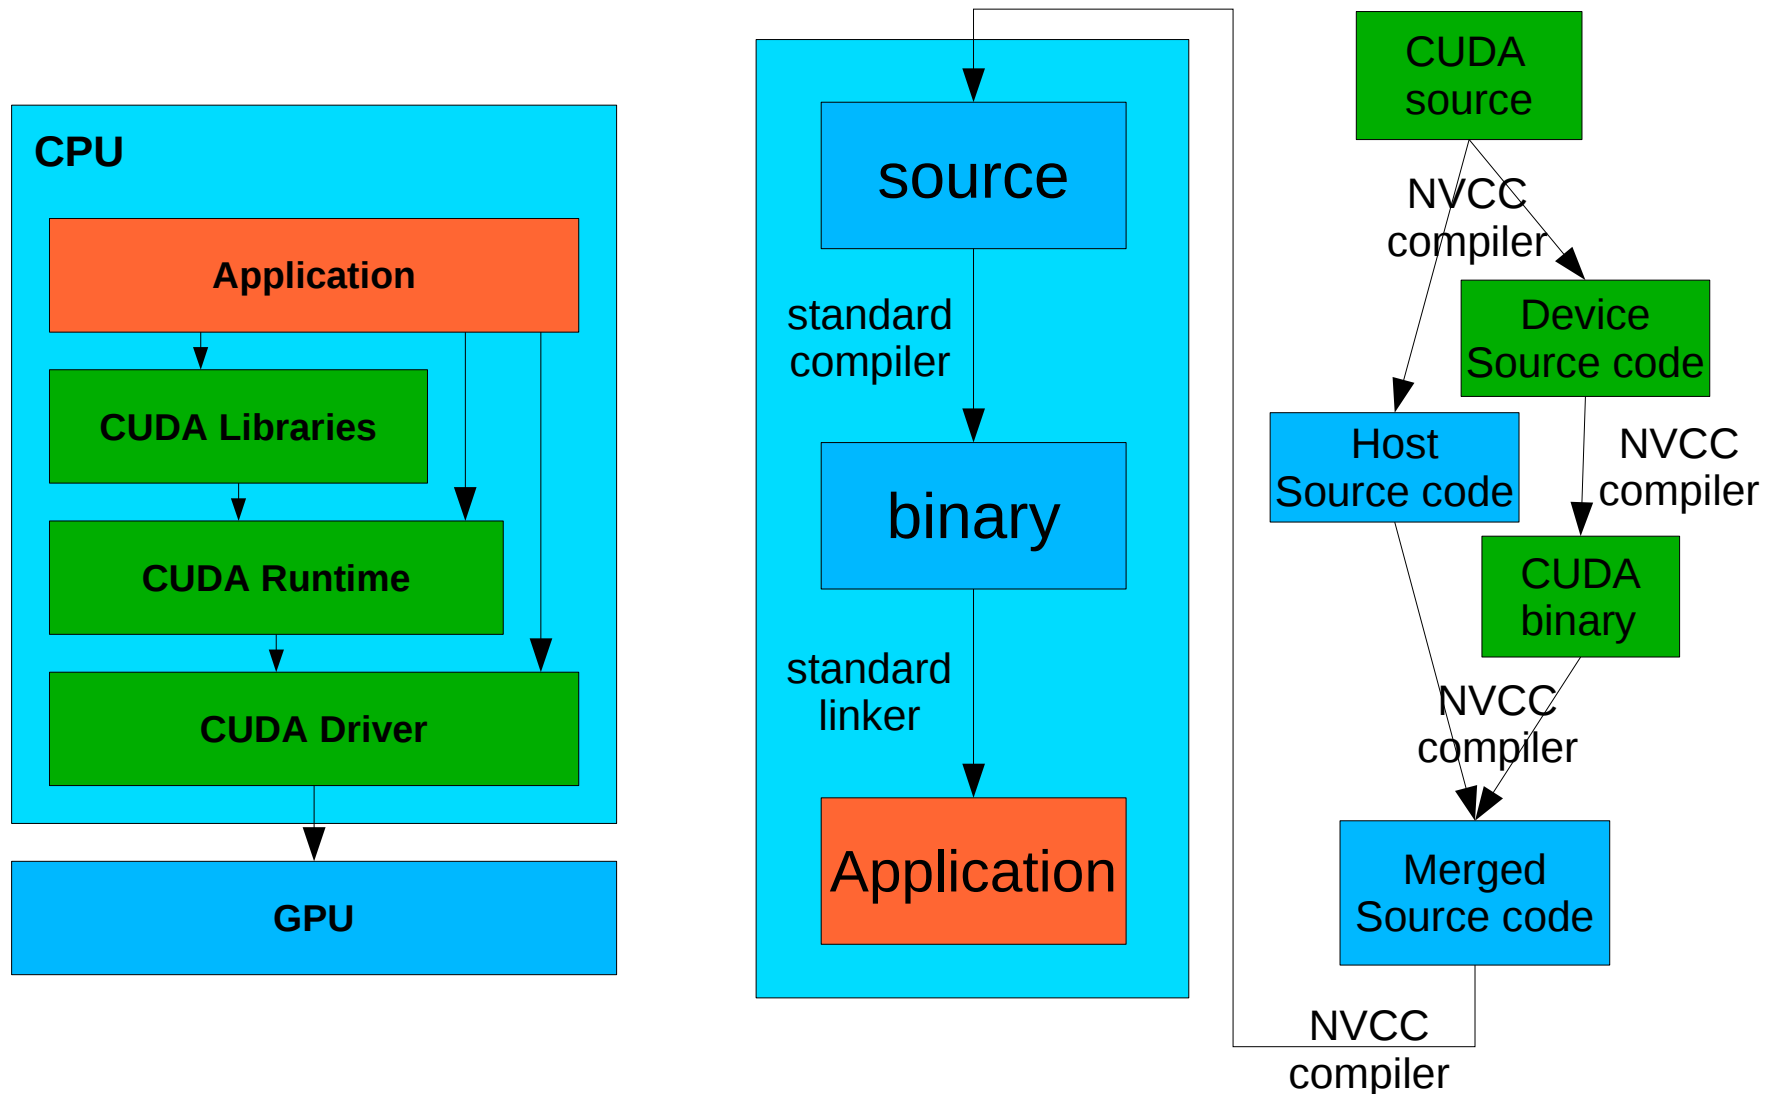 CPU
Application
CUDA Libraries
CUDA Runtime
CUDA Driver
GPU
source
standard
compiler
binary
standard
linker
Application
CUDA
source
NVCC
compiler
Device
Source code
Host
Source code
NVCC
compiler
CUDA
binary
NVCC
compiler
Merged
Source code
NVCC
compiler